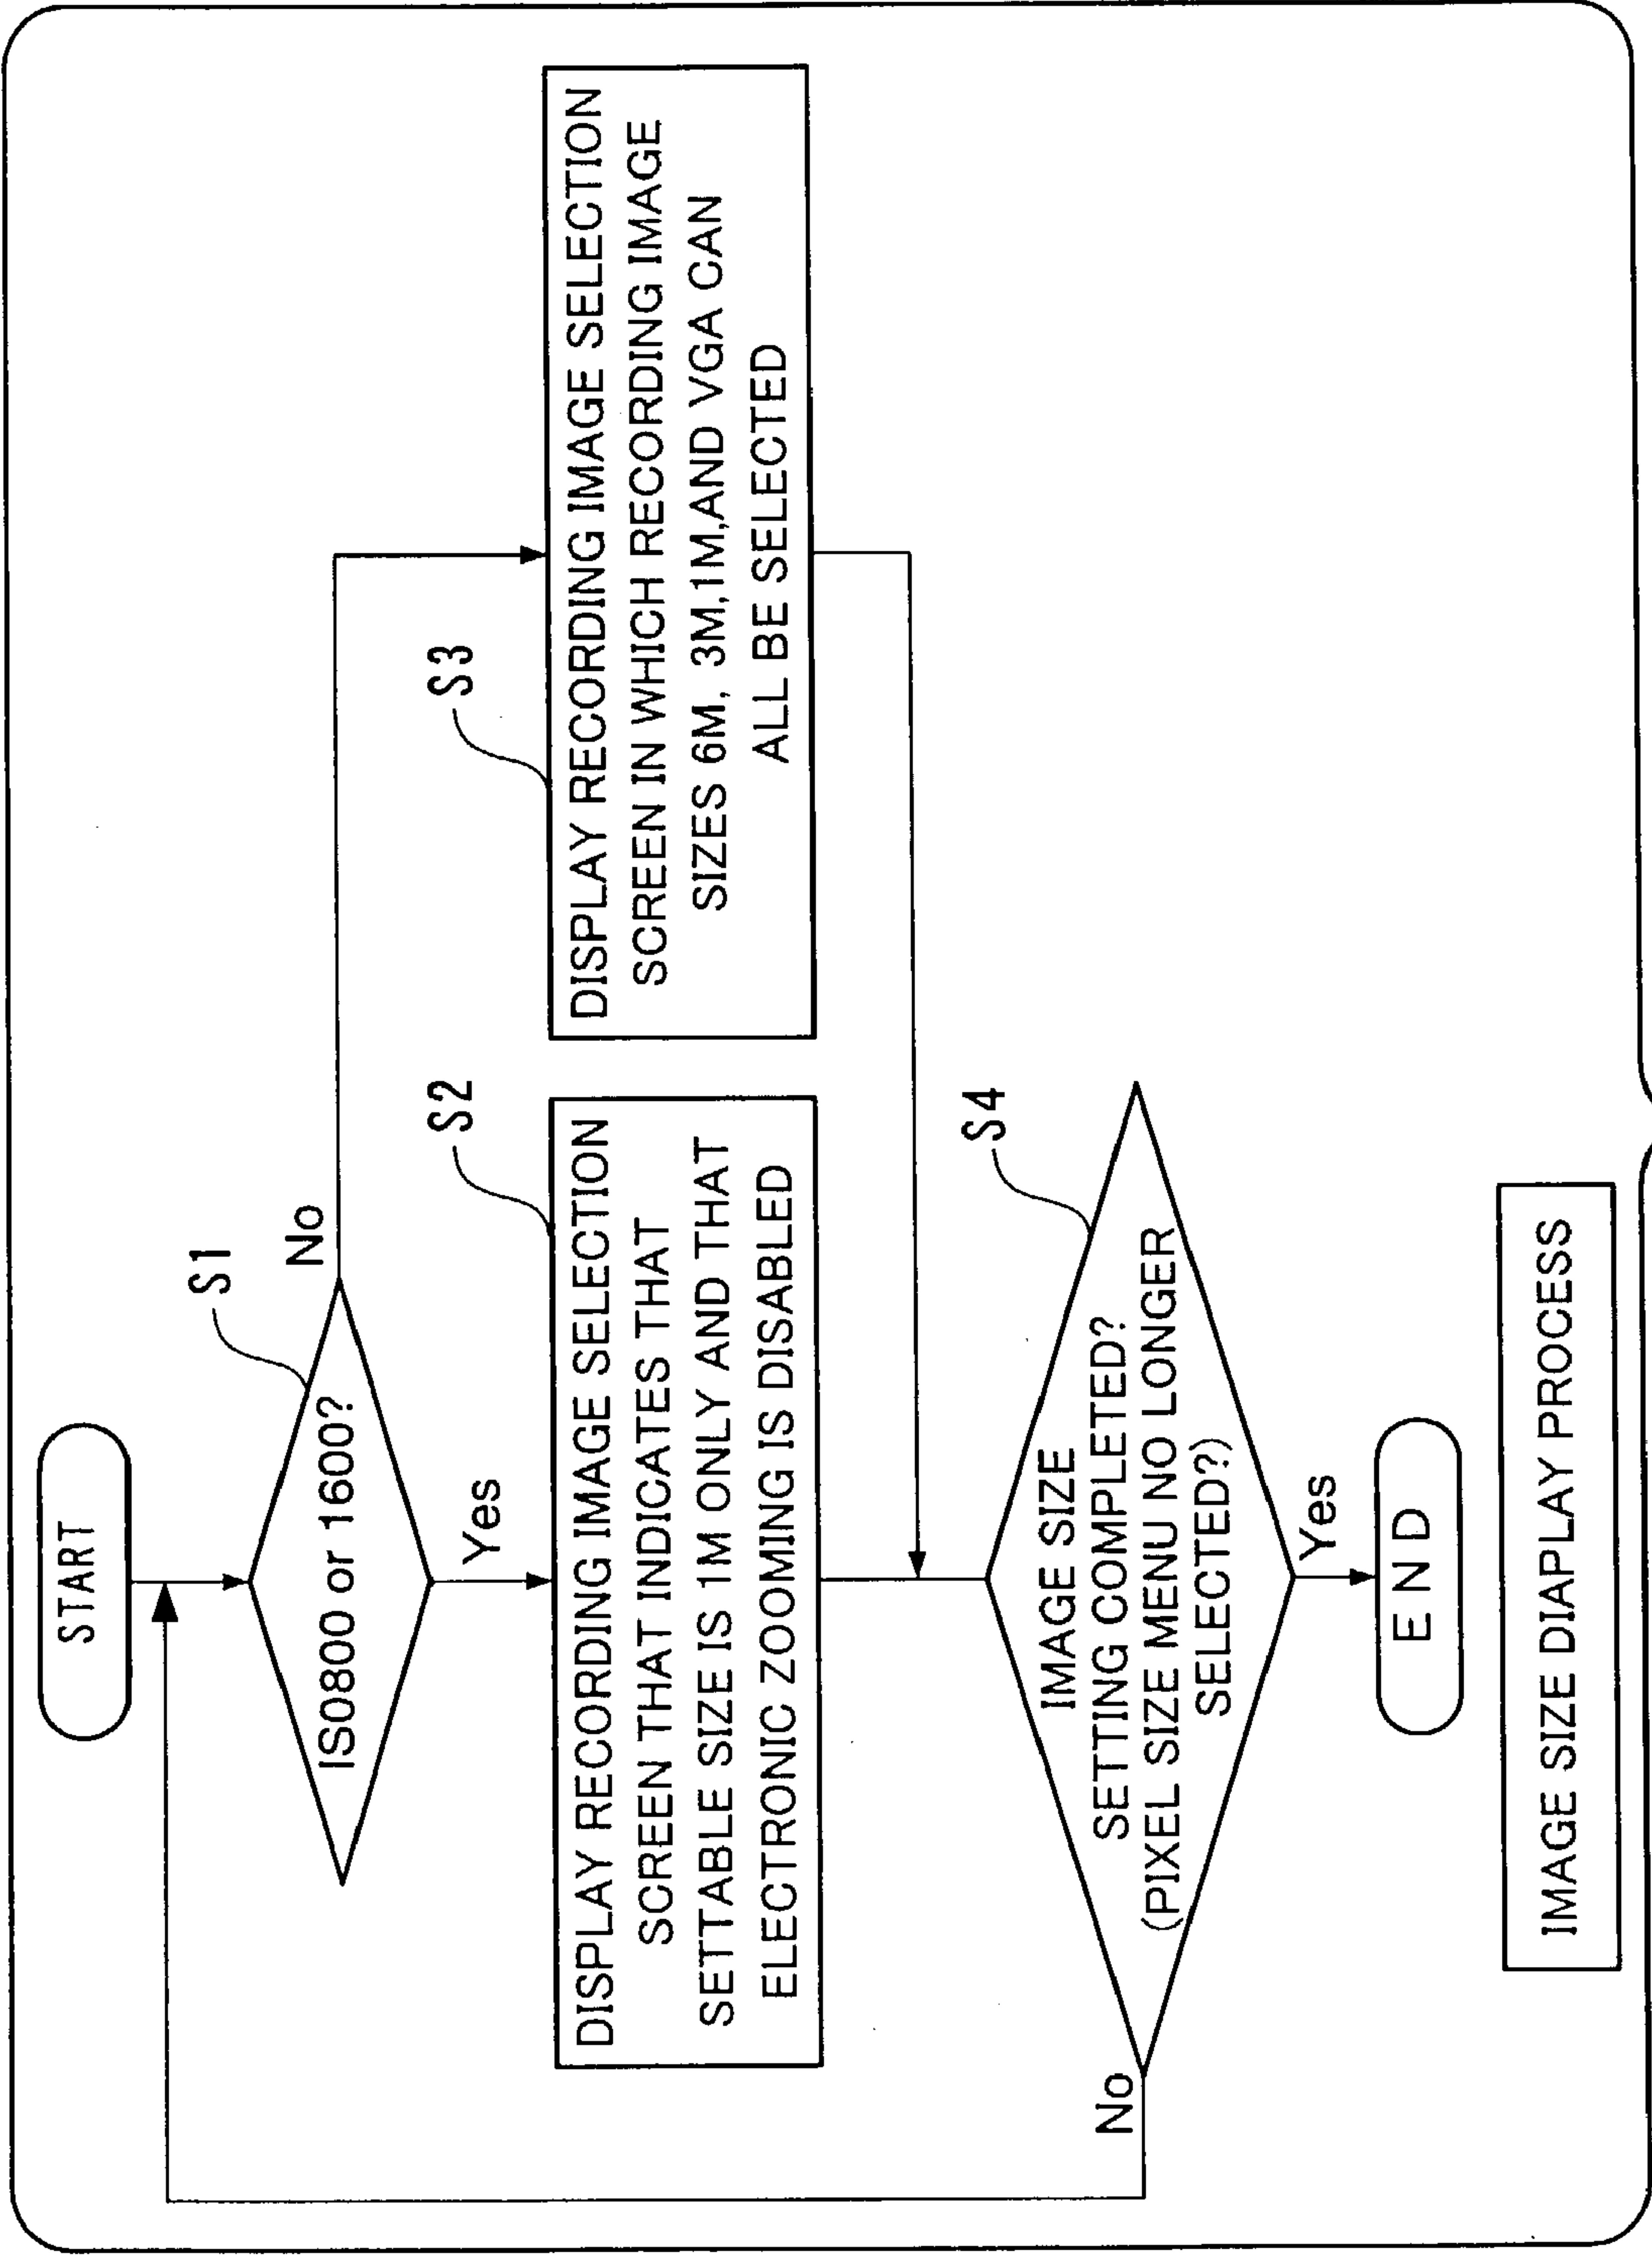 START
S1
ISO800 or 1600?
No
Yes
S2
DISPLAY RECORDING IMAGE SELECTION
SCREEN THAT INDICATES THAT
SETTABLE SIZE IS 1M ONLY AND THAT
ELECTRONIC ZOOMING IS DISABLED
S3
DISPLAY RECORDING IMAGE SELECTION
SCREEN IN WHICH RECORDING IMAGE
SIZES 6M, 3M,1M,AND VGA CAN
ALL BE SELECTED
S4
IMAGE SIZE
SETTING COMPLETED?
(PIXEL SIZE MENU NO LONGER
SELECTED?)
No
Yes
END
IMAGE SIZE DIAPLAY PROCESS